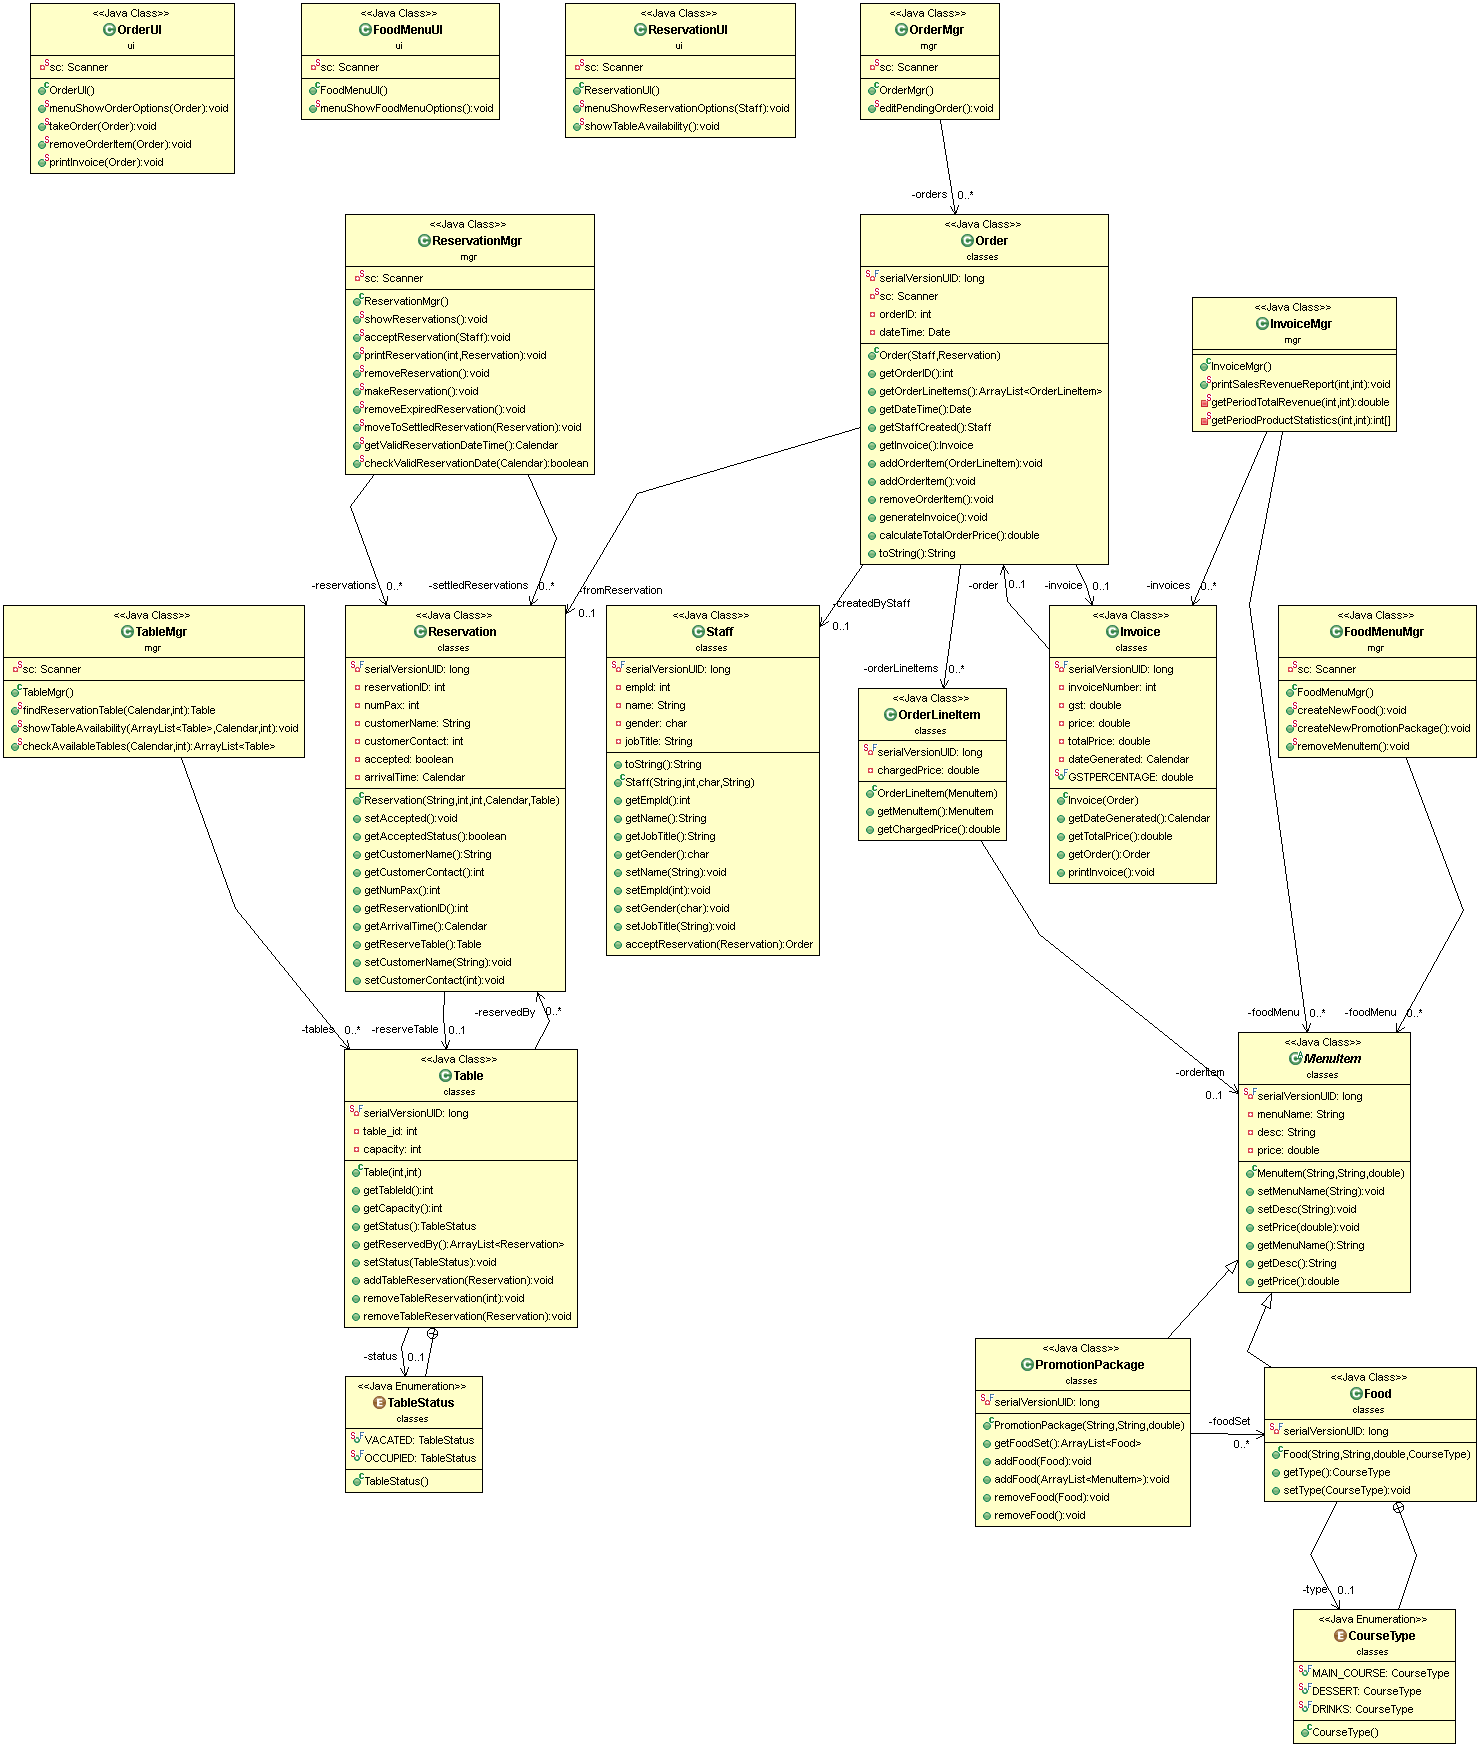 <<Java Class>>
OrderUI
ui
sc: Scanner
OrderUI()
menuShowOrderOptions(Order):void
takeOrder(Order):void
removeOrderItem(Order):void
printInvoice(Order):void
<<Java Class>>
FoodMenuUI
ui
sc: Scanner
FoodMenuUI()
menuShowFoodMenuOptions():void
<<Java Class>>
ReservationUI
ui
sc: Scanner
ReservationUI()
menuShowReservationOptions(Staff):void
showTableAvailability():void
<<Java Class>>
OrderMgr
mgr
sc: Scanner
OrderMgr()
editPendingOrder():void
-orders 0..*
<<Java Class>>
ReservationMgr
mgr
sc: Scanner
ReservationMgr()
showReservations():void
acceptReservation(Staff):void
printReservation(int,Reservation):void
removeReservation():void
makeReservation():void
removeExpiredReservation():void
moveToSettledReservation(Reservation):void
getValidReservationDateTime():Calendar
checkValidReservationDate(Calendar):boolean
<<Java Class>>
Order
classes
serialVersionUID: long
sc: Scanner
orderID: int
dateTime: Date
Order(Staff,Reservation)
getOrderID():int
getOrderLineItems():ArrayList<OrderLineItem>
getDateTime():Date
getStaffCreated():Staff
getInvoice():Invoice
addOrderItem(OrderLineItem):void
addOrderItem():void
removeOrderItem():void
generateInvoice():void
calculateTotalOrderPrice():double
toString():String
<<Java Class>>
InvoiceMgr
mgr
InvoiceMgr()
printSalesRevenueReport(int,int):void
getPeriodTotalRevenue(int,int):double
getPeriodProductStatistics(int,int):int[]
-reservations 0..*
-settledReservations 0..*
-fromReservation
0..1
-createdByStaff
0..1
-orderLineItems 0..*
-order 0..1
-invoice 0..1
-invoices 0..*
<<Java Class>>
TableMgr
mgr
sc: Scanner
TableMgr()
findReservationTable(Calendar,int):Table
showTableAvailability(ArrayList<Table>,Calendar,int):void
checkAvailableTables(Calendar,int):ArrayList<Table>
<<Java Class>>
Reservation
classes
serialVersionUID: long
reservationID: int
numPax: int
customerName: String
customerContact: int
accepted: boolean
arrivalTime: Calendar
Reservation(String,int,int,Calendar,Table)
setAccepted():void
getAcceptedStatus():boolean
getCustomerName():String
getCustomerContact():int
getNumPax():int
getReservationID():int
getArrivalTime():Calendar
getReserveTable():Table
setCustomerName(String):void
setCustomerContact(int):void
<<Java Class>>
Staff
classes
serialVersionUID: long
empId: int
name: String
gender: char
jobTitle: String
toString():String
Staff(String,int,char,String)
getEmpId():int
getName():String
getJobTitle():String
getGender():char
setName(String):void
setEmpId(int):void
setGender(char):void
setJobTitle(String):void
acceptReservation(Reservation):Order
<<Java Class>>
OrderLineItem
classes
serialVersionUID: long
chargedPrice: double
OrderLineItem(MenuItem)
getMenuItem():MenuItem
getChargedPrice():double
<<Java Class>>
Invoice
classes
serialVersionUID: long
invoiceNumber: int
gst: double
price: double
totalPrice: double
dateGenerated: Calendar
GSTPERCENTAGE: double
Invoice(Order)
getDateGenerated():Calendar
getTotalPrice():double
getOrder():Order
printInvoice():void
<<Java Class>>
FoodMenuMgr
mgr
sc: Scanner
FoodMenuMgr()
createNewFood():void
createNewPromotionPackage():void
removeMenuItem():void
-tables 0..*
-reserveTable 0..1
-reservedBy 0..*
-foodMenu 0..*
-foodMenu 0..*
-orderItem
0..1
<<Java Class>>
Table
classes
serialVersionUID: long
table_id: int
capacity: int
Table(int,int)
getTableId():int
getCapacity():int
getStatus():TableStatus
getReservedBy():ArrayList<Reservation>
setStatus(TableStatus):void
addTableReservation(Reservation):void
removeTableReservation(int):void
removeTableReservation(Reservation):void
<<Java Class>>
MenuItem
classes
serialVersionUID: long
menuName: String
desc: String
price: double
MenuItem(String,String,double)
setMenuName(String):void
setDesc(String):void
setPrice(double):void
getMenuName():String
getDesc():String
getPrice():double
-status 0..1
<<Java Enumeration>>
TableStatus
classes
VACATED: TableStatus
OCCUPIED: TableStatus
TableStatus()
<<Java Class>>
PromotionPackage
classes
serialVersionUID: long
PromotionPackage(String,String,double)
getFoodSet():ArrayList<Food>
addFood(Food):void
addFood(ArrayList<MenuItem>):void
removeFood(Food):void
removeFood():void
-foodSet
0..*
<<Java Class>>
Food
classes
serialVersionUID: long
Food(String,String,double,CourseType)
getType():CourseType
setType(CourseType):void
-type 0..1
<<Java Enumeration>>
CourseType
classes
MAIN_COURSE: CourseType
DESSERT: CourseType
DRINKS: CourseType
CourseType()